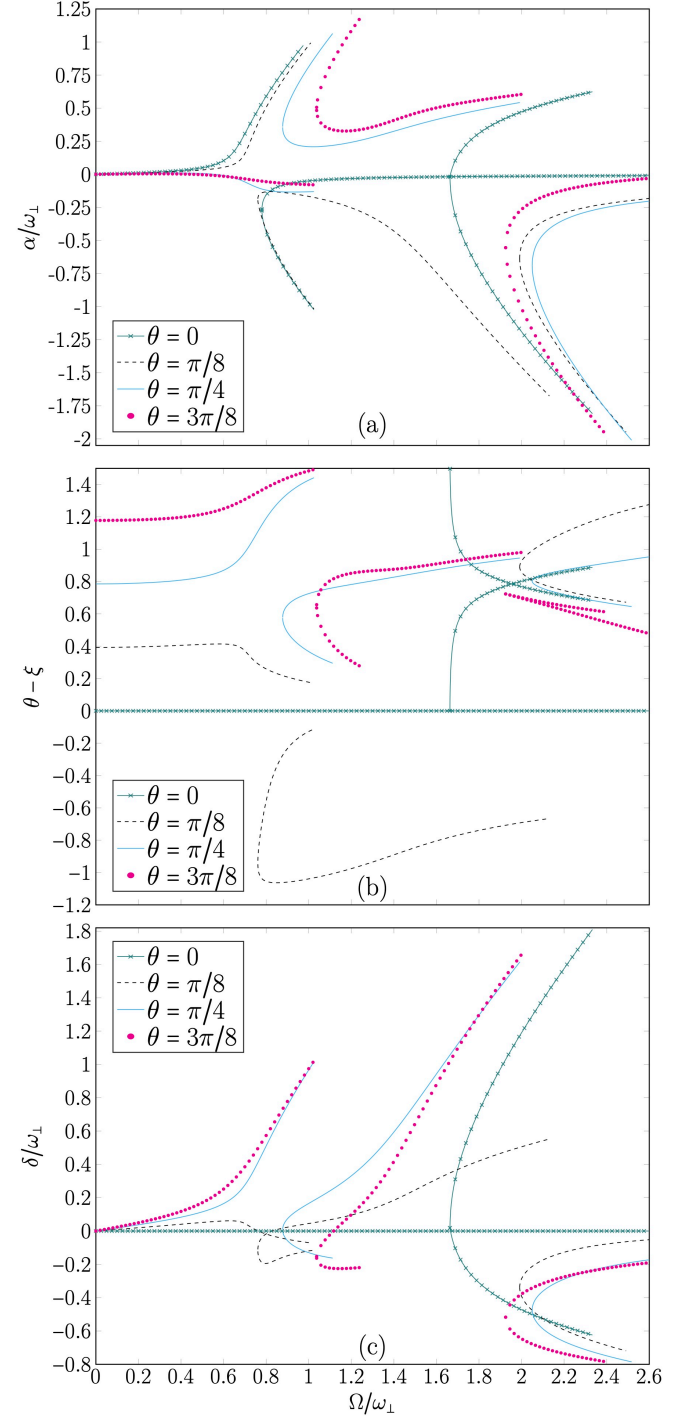 1.25
1
0.75
0.5
0.25
0
-0.25
-0.5
-0.75
-1
-1.25
-1.5
-1.75
-2
α/ω⊥
θ = 0
θ = π/8
θ = π/4
θ = 3π/8
(a)
1.4
1.2
1
0.8
0.6
0.4
0.2
0
−0.2
−0.4
−0.6
−0.8
−1
−1.2
θ − ξ
θ = 0
θ = π/8
θ = π/4
θ = 3π/8
(b)
1.8
1.6
1.4
1.2
1
0.8
0.6
0.4
0.2
0
−0.2
−0.4
−0.6
−0.8
δ/ω⊥
θ = 0
θ = π/8
θ = π/4
θ = 3π/8
(c)
0 0.2 0.4 0.6 0.8 1 1.2 1.4 1.6 1.8 2 2.2 2.4 2.6
Ω/ω⊥